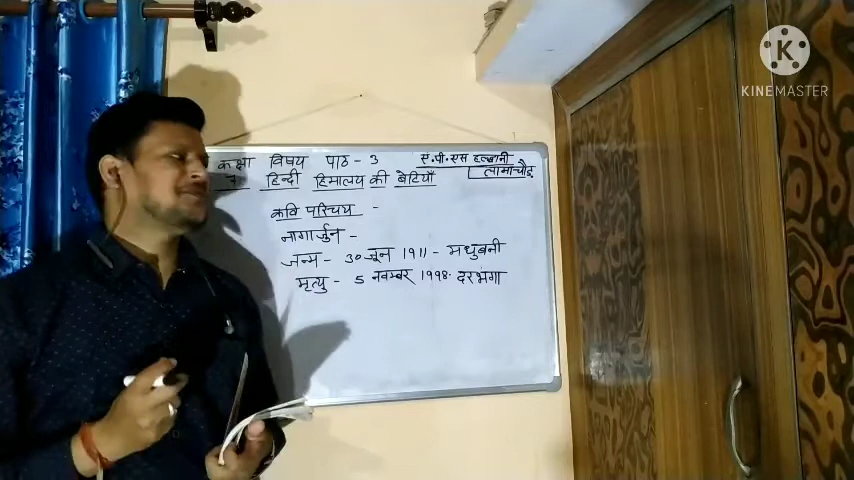 KINEMASTER
कक्षा विषय पाठ - 3
ए.पी.एस हल्द्वानी
7 हिन्दी हिमालय की बेटियाँ
लामाचौड़
कवि परिचय -
नागार्जुन -
जन्म - 30 जून 1911 - मधुबनी
मृत्यु - 5 नवम्बर 1998. दरभंगा